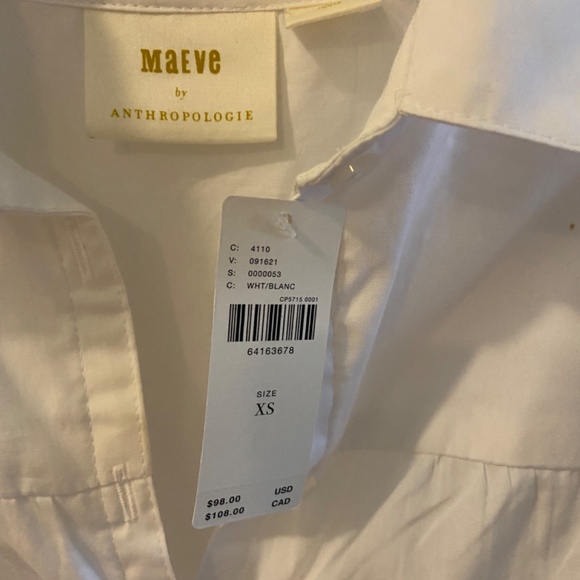 Maeve
by
ANTHROPOLOGIE
C: 4110
V: 091621
S: 0000053
C: WHT/BLANC
CP5715 0001
64163678
SIZE
XS
$98.00 USD
$108.00 CAD